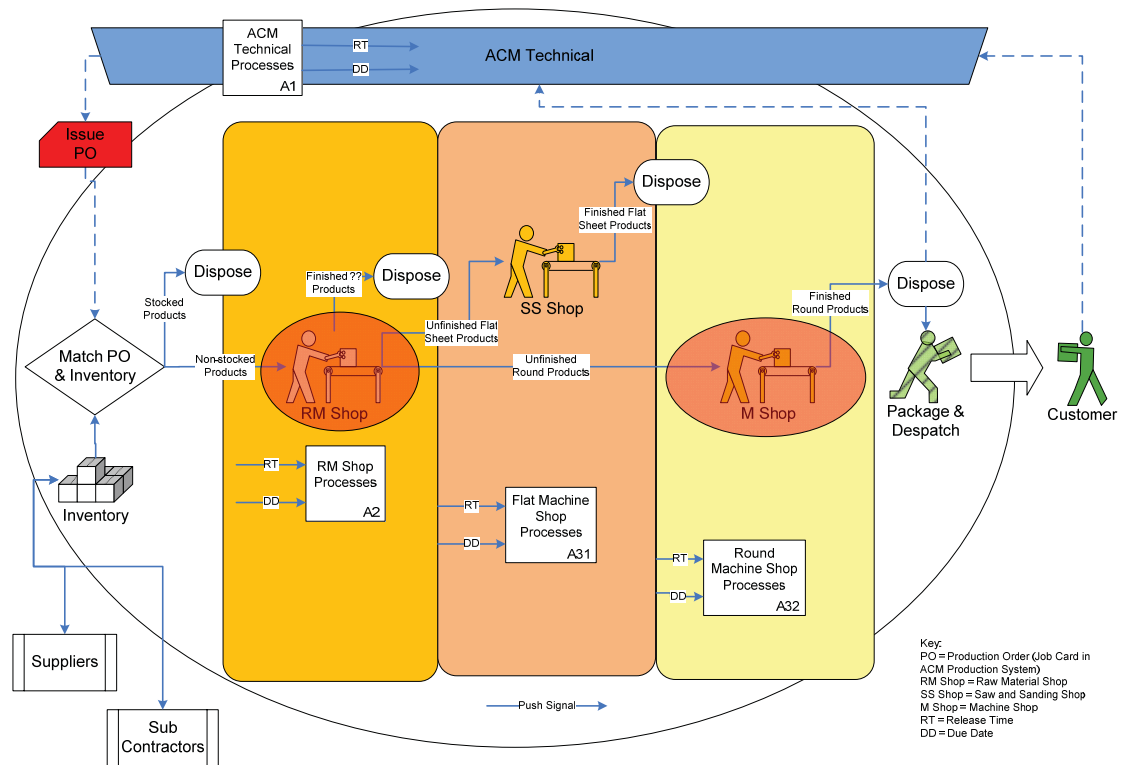 ACM
Technical
Processes
A1
RT
DD
ACM Technical
Issue
PO
Dispose
Finished Flat
Sheet Products
Dispose
Finished ??
Products
Dispose
Stocked
Products
SS Shop
Dispose
Finished
Round Products
Unfinished Flat
Sheet Products
Match PO
& Inventory
Non-stocked
Products
Unfinished
Round Products
RM Shop
M Shop
Package &
Despatch
Customer
Inventory
RT
DD
RM Shop
Processes
A2
RT
DD
Flat Machine
Shop
Processes
A31
RT
DD
Round
Machine Shop
Processes
A32
Suppliers
Sub
Contractors
Push Signal
Key:
PO = Production Order (Job Card in
ACM Production System)
RM Shop = Raw Material Shop
SS Shop = Saw and Sanding Shop
M Shop = Machine Shop
RT = Release Time
DD = Due Date